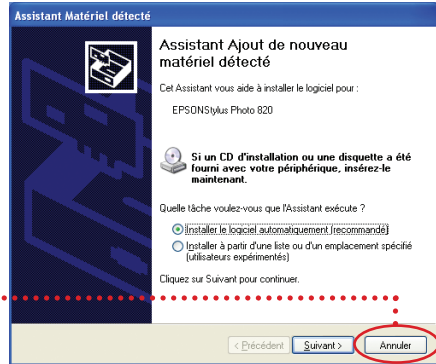 Assistant Matériel détecté
Assistant Ajout de nouveau
matériel détecté
Cet Assistant vous aide à installer le logiciel pour :
EPSONStylus Photo 820
Si un CD d'installation ou une disquette a été
fourni avec votre périphérique, insérez-le
maintenant.
Quelle tâche voulez-vous que l'Assistant exécute ?
Installer le logiciel automatiquement (recommandé)
Installer à partir d'une liste ou d'un emplacement spécifié
(utilisateurs expérimentés)
Cliquez sur Suivant pour continuer.
< Précédent Suivant > Annuler